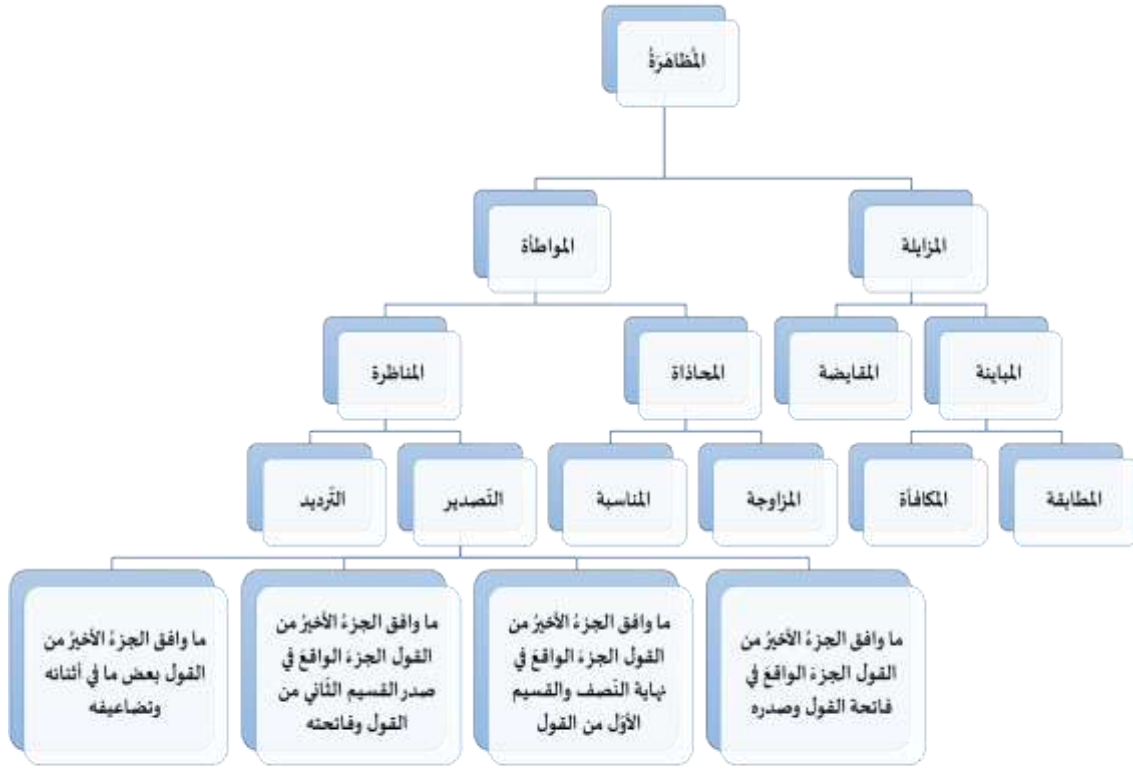 المُظاهَرَةُ
المزايلة
المواطأة
المباينة
المقايضة
المحاذاة
المناظرة
المطابقة
المكافأة
المزاوجة
المناسبة
التّصدير
التّرديد
ما وافق الجزءُ الأخيرُ من
القول الجزءَ الواقعَ في
فاتحة القول وصدره
ما وافق الجزءُ الأخيرُ من
القول الجزءَ الواقعَ في
نهاية النّصف والقسيم
الأوّل من القول
ما وافق الجزءُ الأخيرُ من
القول الجزءَ الواقعَ في
صدر القسيم الثّاني من
القول وفاتحته
ما وافق الجزءُ الأخيرُ من
القول بعض ما في أثنائه
وتضاعيفه